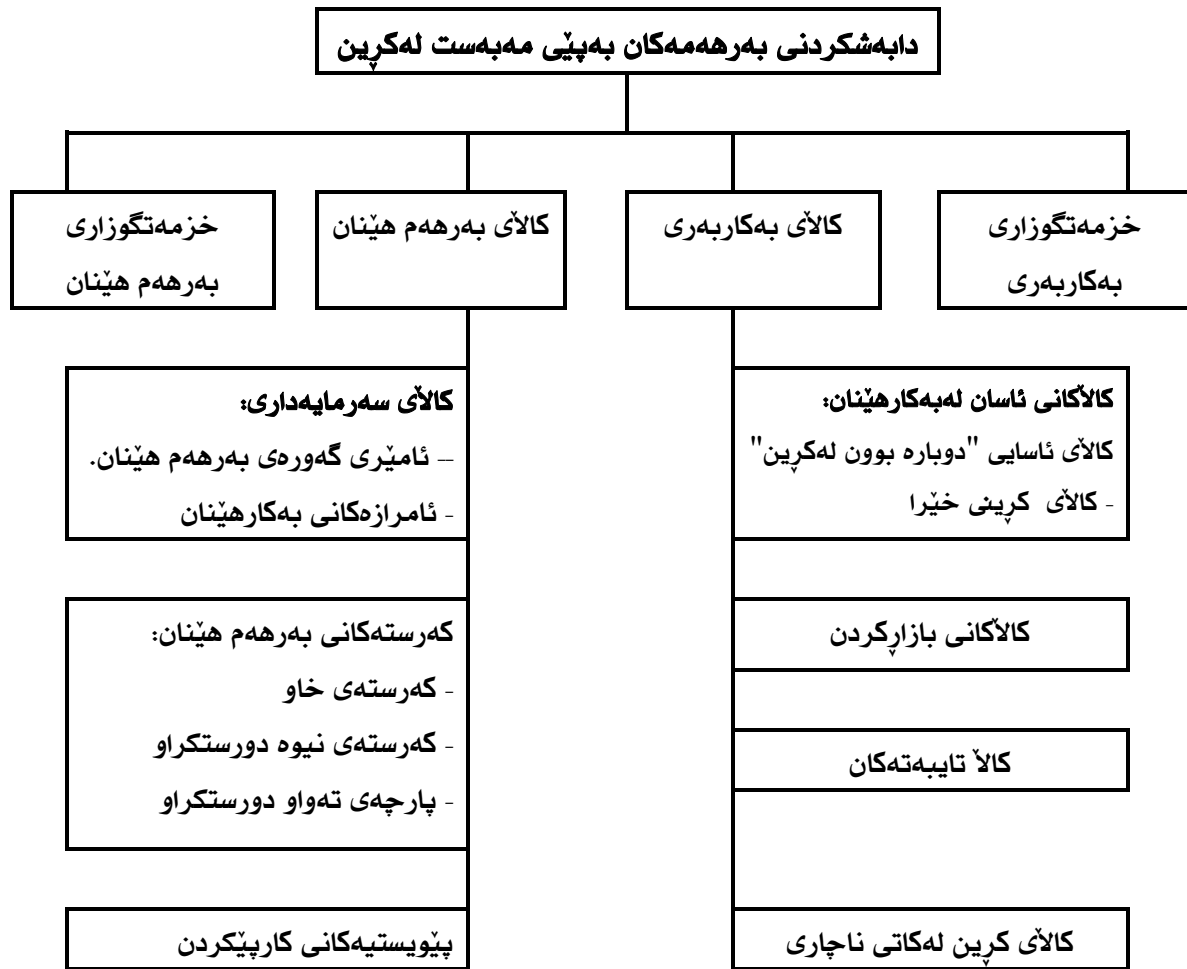 دابەشکردنی بەرهەمەکان بەپێی مەبەست لەکڕین
خزمەتگوزاری
بەکاربەری
کاڵای بەکاربەری
کاڵای بەرهەم هێنان
خزمەتگوزاری
بەرهەم هێنان
کاڵاکانی ئاسان لەبەکارهێنان:
کاڵای ئاسایی "دوبارە بوون لەکڕین"
- کاڵای کڕینی خێرا
کاڵاکانی بازاڕکردن
کاڵا تایبەتەکان
کاڵای کڕین لەکاتی ناچاری
کاڵای سەرمایەداری:
-- ئامێری گەورەی بەرهەم هێنان.
- ئامرازەکانی بەکارهێنان
کەرستەکانی بەرهەم هێنان:
- کەرستەی خاو
- کەرستەی نیوە دورستکراو
- پارچەی تەواو دورستکراو
پێویستیەکانی کارپێکردن